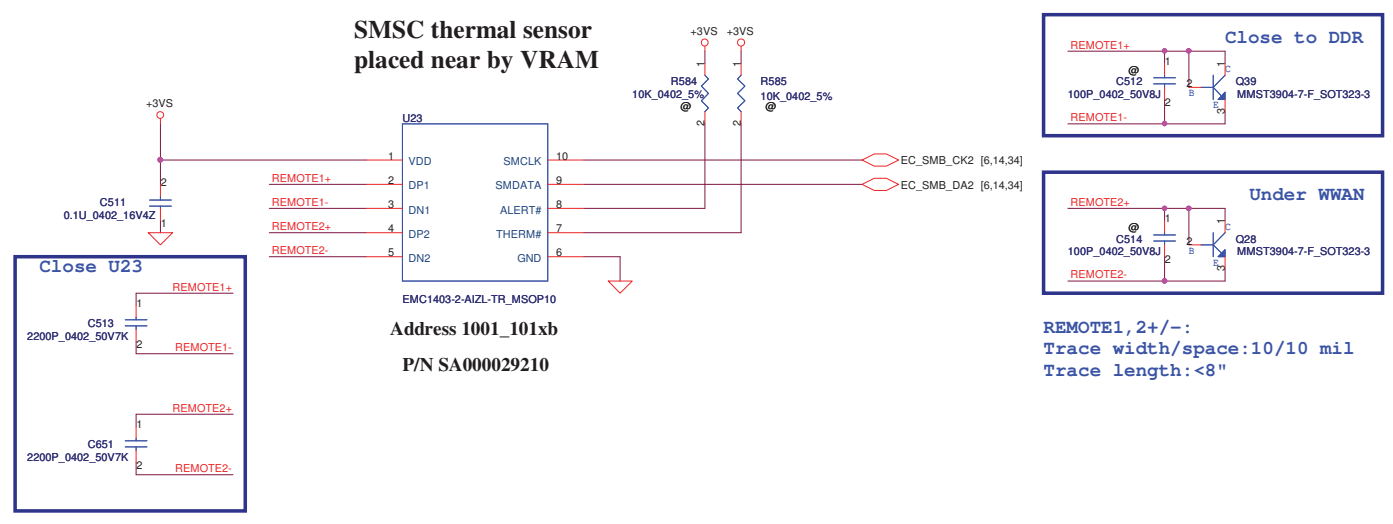 SMSC thermal sensor
placed near by VRAM
+3VS
+3VS
+3VS
R584
10K_0402_5%
@
1
2
R585
10K_0402_5%
@
1
2
C511
0.1U_0402_16V4Z
2
1
U23
1 VDD
2 DP1
3 DN1
4 DP2
5 DN2
SMCLK 10
SMDATA 9
ALERT# 8
THERM# 7
GND 6
REMOTE1+
REMOTE1-
REMOTE2+
REMOTE2-
EC_SMB_CK2 [6,14,34]
EC_SMB_DA2 [6,14,34]
EMC1403-2-AIZL-TR_MSOP10
Address 1001_101xb
P/N SA000029210
Close U23
REMOTE1+
1
C513
2200P_0402_50V7K
2
REMOTE1-
REMOTE2+
1
C651
2200P_0402_50V7K
2
REMOTE2-
Close to DDR
REMOTE1+
@
1
C512
100P_0402_50V8J
2
REMOTE1-
1
C
2
B
E
3
Q39
MMST3904-7-F_SOT323-3
Under WWAN
REMOTE2+
@
1
C514
100P_0402_50V8J
2
REMOTE2-
1
C
2
B
E
3
Q28
MMST3904-7-F_SOT323-3
REMOTE1,2+/-:
Trace width/space:10/10 mil
Trace length:<8"